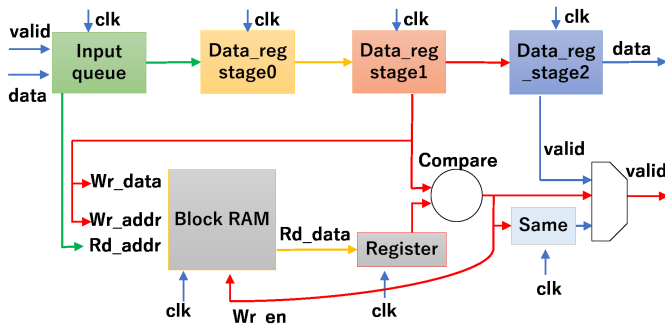 clk
clk
clk
clk
valid
data
Input
queue
Data_reg
stage0
Data_reg
stage1
Data_reg
_stage2
data
valid
Compare
valid
Wr_data
Wr_addr
Rd_addr
Block RAM
Rd_data
Register
Same
clk
Wr_en
clk
clk